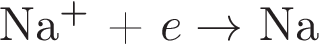 Na⁺ + e → Na